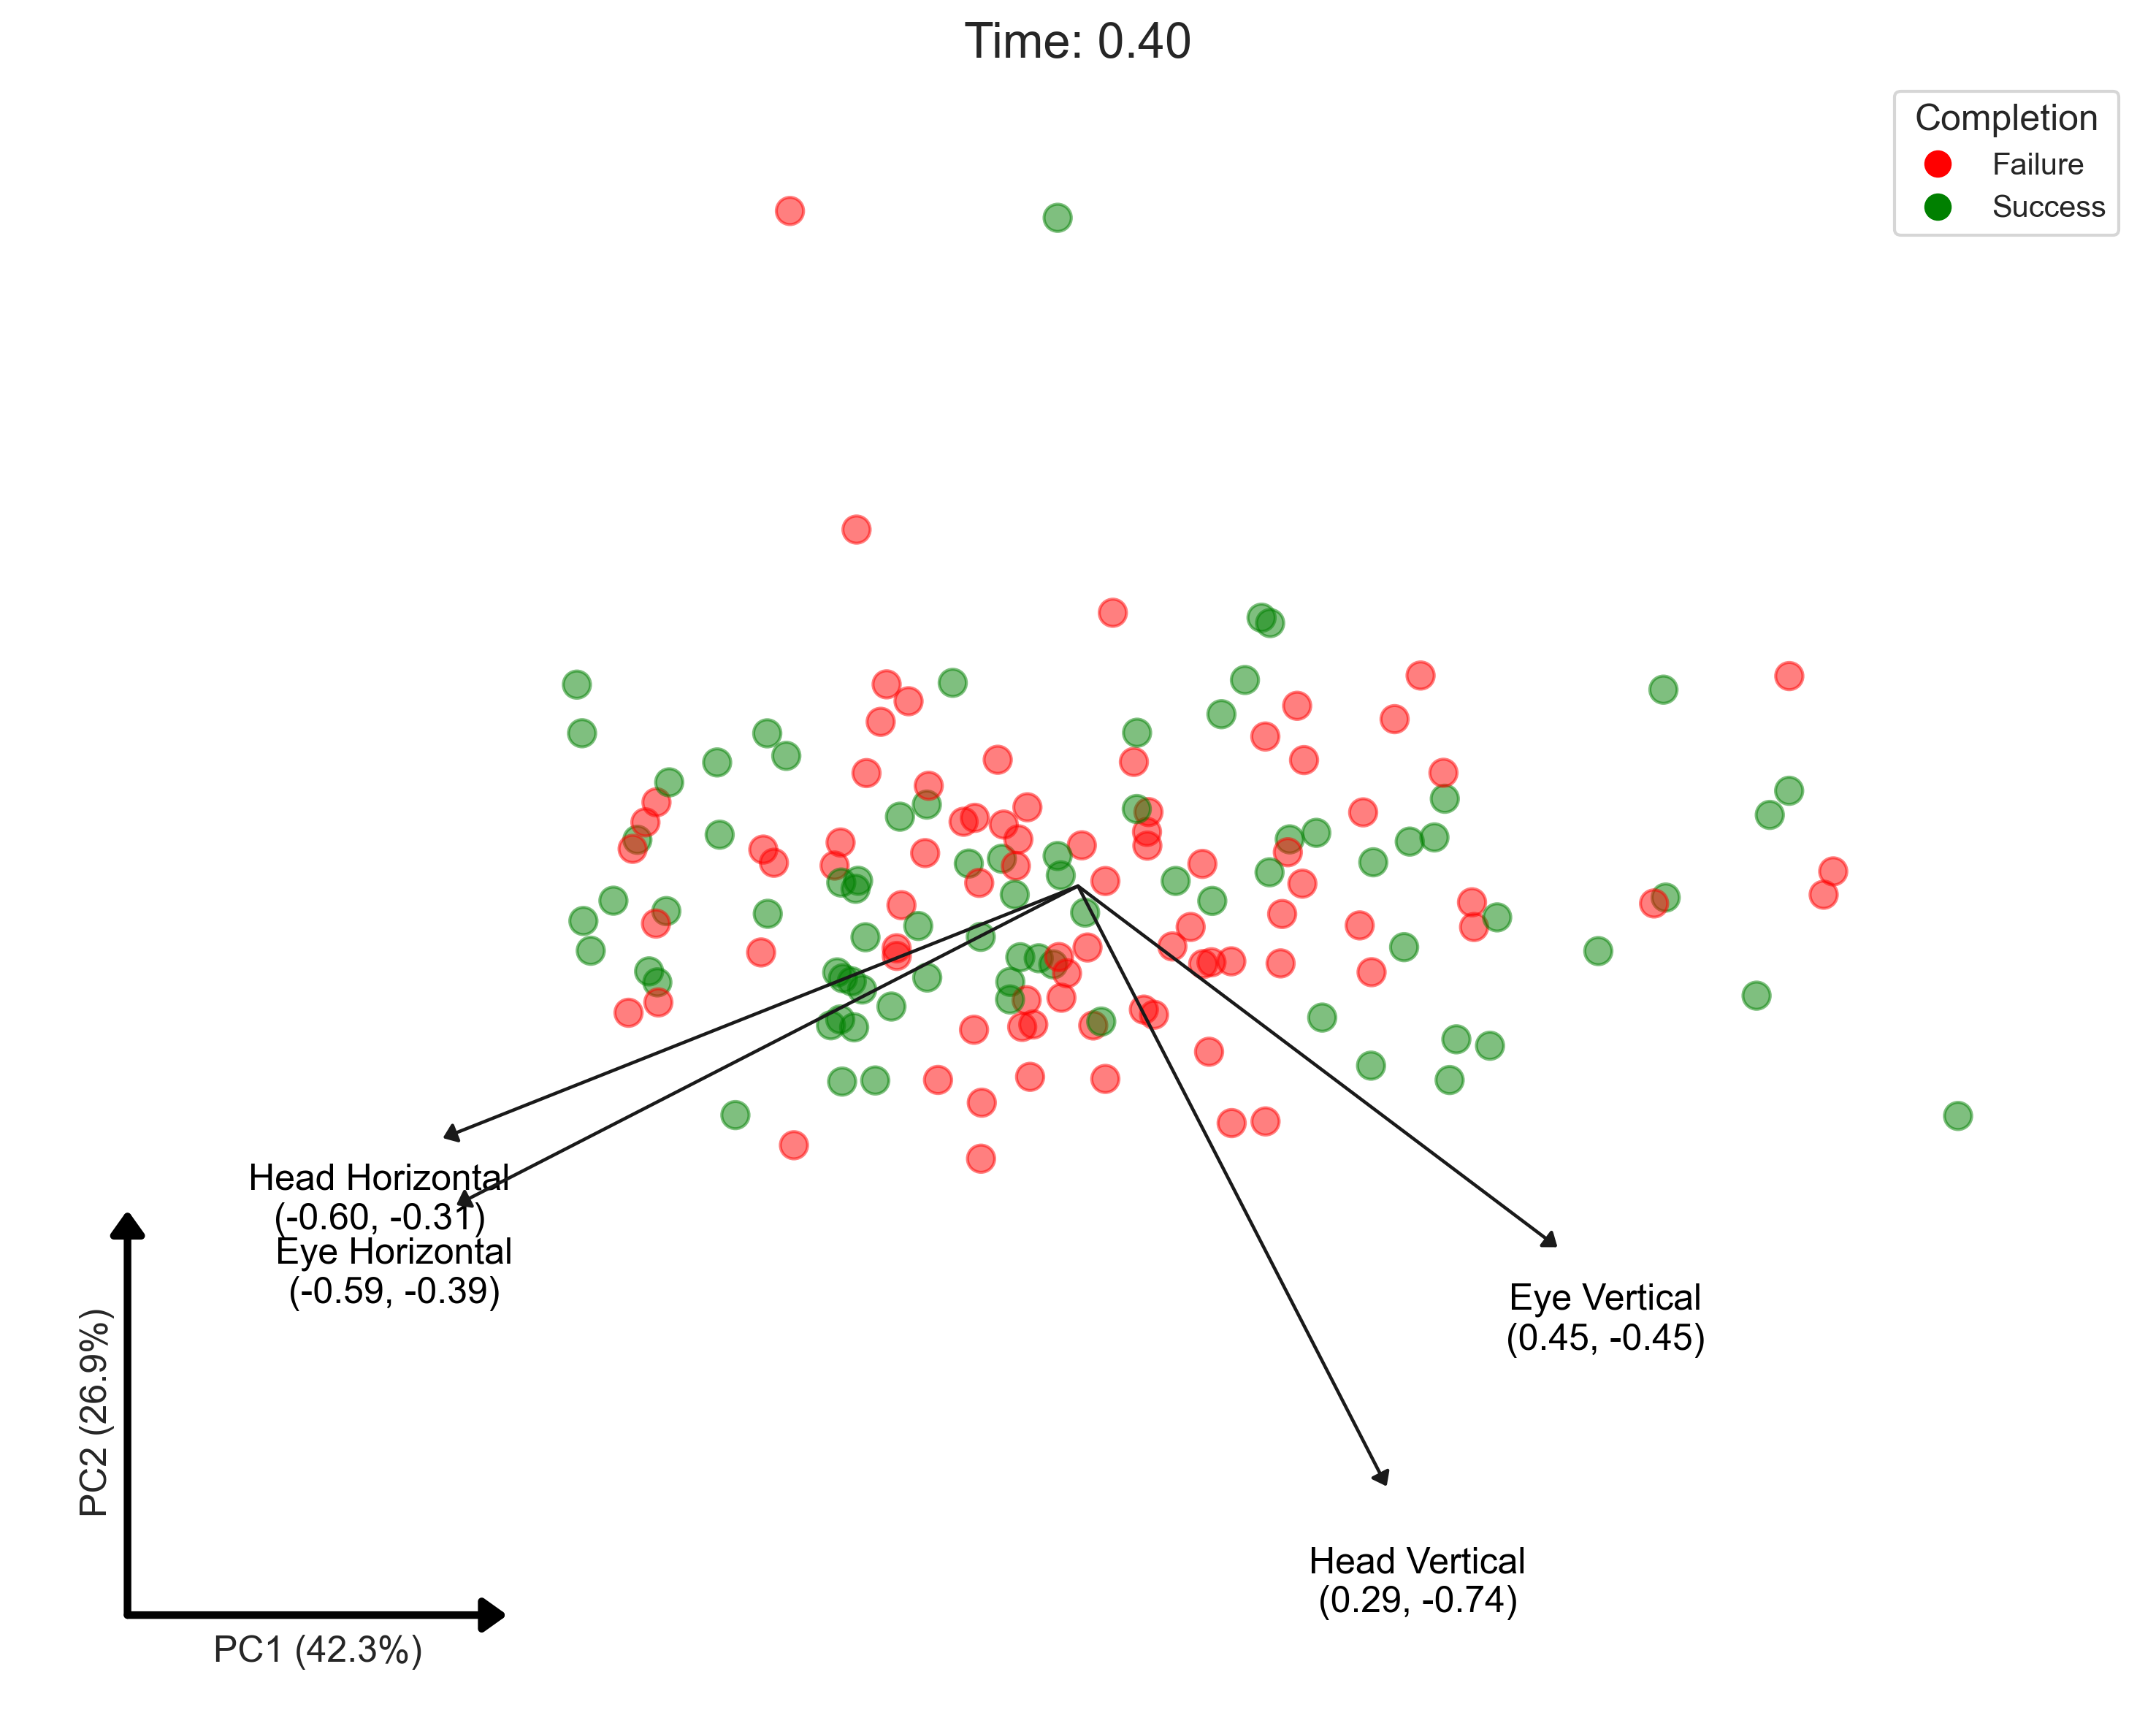 Time: 0.40
Completion
Failure
Success
Head Horizontal
(-0.60, -0.31)
Eye Horizontal
(-0.59, -0.39)
Eye Vertical
(0.45, -0.45)
Head Vertical
(0.29, -0.74)
PC2 (26.9%)
PC1 (42.3%)